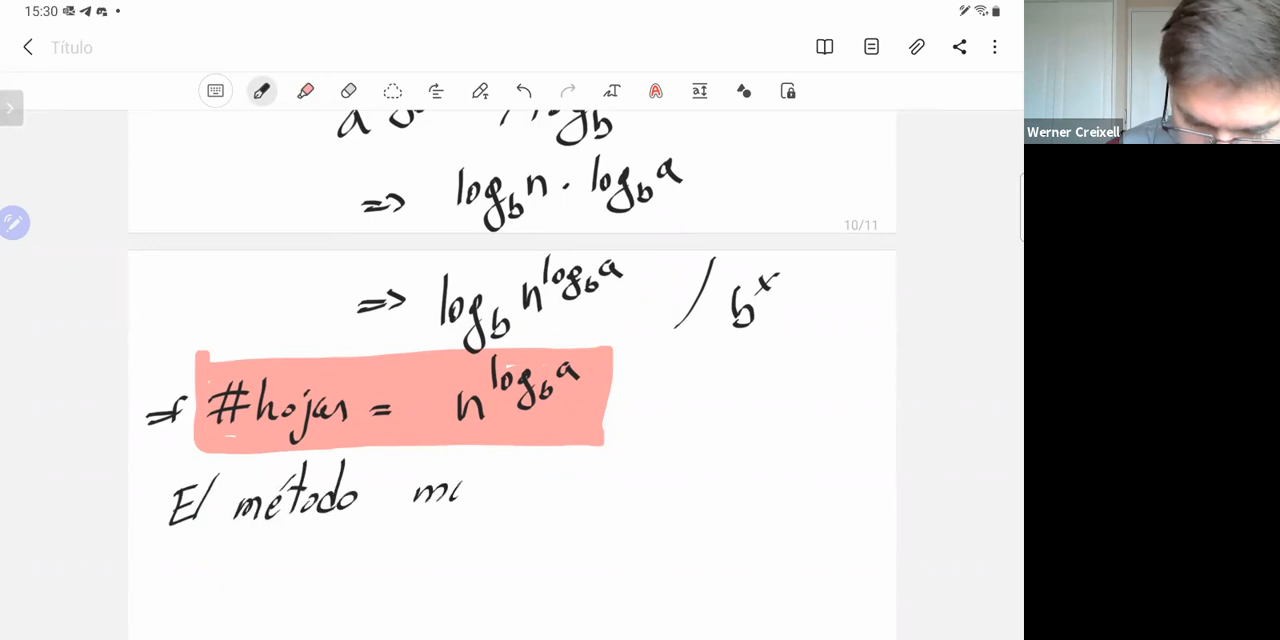 15:30
Título
Werner Creixell
=> log_b n · log_b a
10/11
=> log_b n^{log_b a} / b^x
=> #hojas = n^{log_b a}
El método